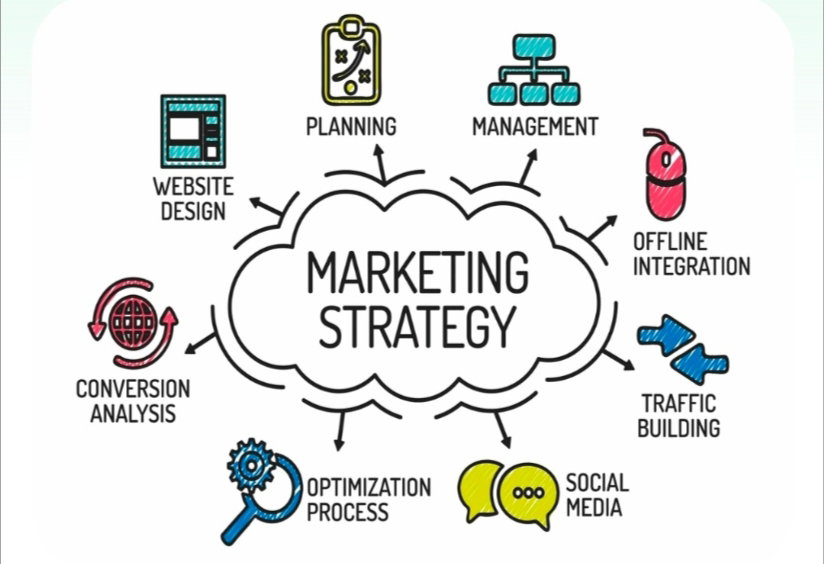 PLANNING
MANAGEMENT
WEBSITE
DESIGN
OFFLINE
INTEGRATION
MARKETING
STRATEGY
CONVERSION
ANALYSIS
TRAFFIC
BUILDING
OPTIMIZATION
PROCESS
SOCIAL
MEDIA